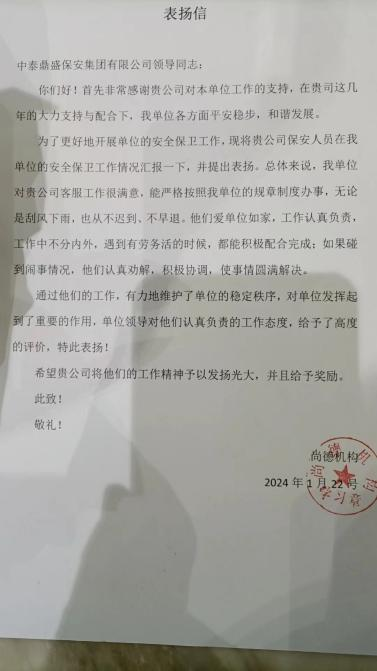 表扬信
中泰鼎盛保安集团有限公司领导同志：
你们好！首先非常感谢贵公司对本单位工作的支持，在贵司这几
年的大力支持与配合下，我单位各方面平安稳步，和谐发展。
为了更好地开展单位的安全保卫工作，现将贵公司保安人员在我
单位的安全保卫工作情况汇报一下，并提出表扬。总体来说，我单位
对贵公司客服工作很满意，能严格按照我单位的规章制度办事，无论
是刮风下雨，也从不迟到、不早退。他们爱单位如家，工作认真负责，
工作中不分内外，遇到有劳务活的时候，都能积极配合完成；如果碰
到闹事情况，他们认真劝解，积极协调，使事情圆满解决。
通过他们的工作，有力地维护了单位的稳定秩序，对单位发挥起
到了重要的作用，单位领导对他们认真负责的工作态度，给予了高度
的评价，特此表扬！
希望贵公司将他们的工作精神予以发扬光大，并且给予奖励。
此致！
敬礼！
尚德机构
2024 年 1 月 22 号